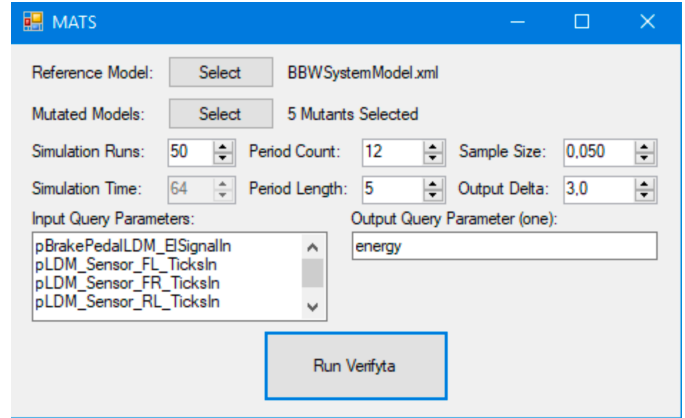 MATS
Reference Model: Select BBWSystemModel.xml
Mutated Models: Select 5 Mutants Selected
Simulation Runs: 50 Period Count: 12 Sample Size: 0,050
Simulation Time: 64 Period Length: 5 Output Delta: 3,0
Input Query Parameters: Output Query Parameter (one):
pBrakePedalLDM_ElSignalIn energy
pLDM_Sensor_FL_TicksIn
pLDM_Sensor_FR_TicksIn
pLDM_Sensor_RL_TicksIn
Run Verifyta